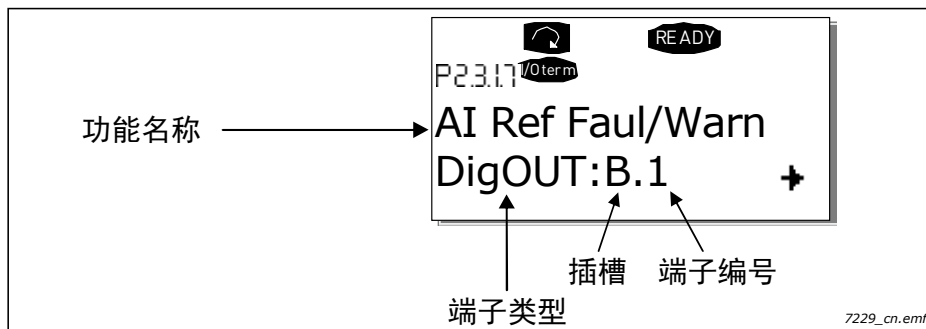 READY
P2.3.1.7 I/Oterm
功能名称
AI Ref Faul/Warn
DigOUT:B.1
插槽 端子编号
端子类型
7229_cn.emf